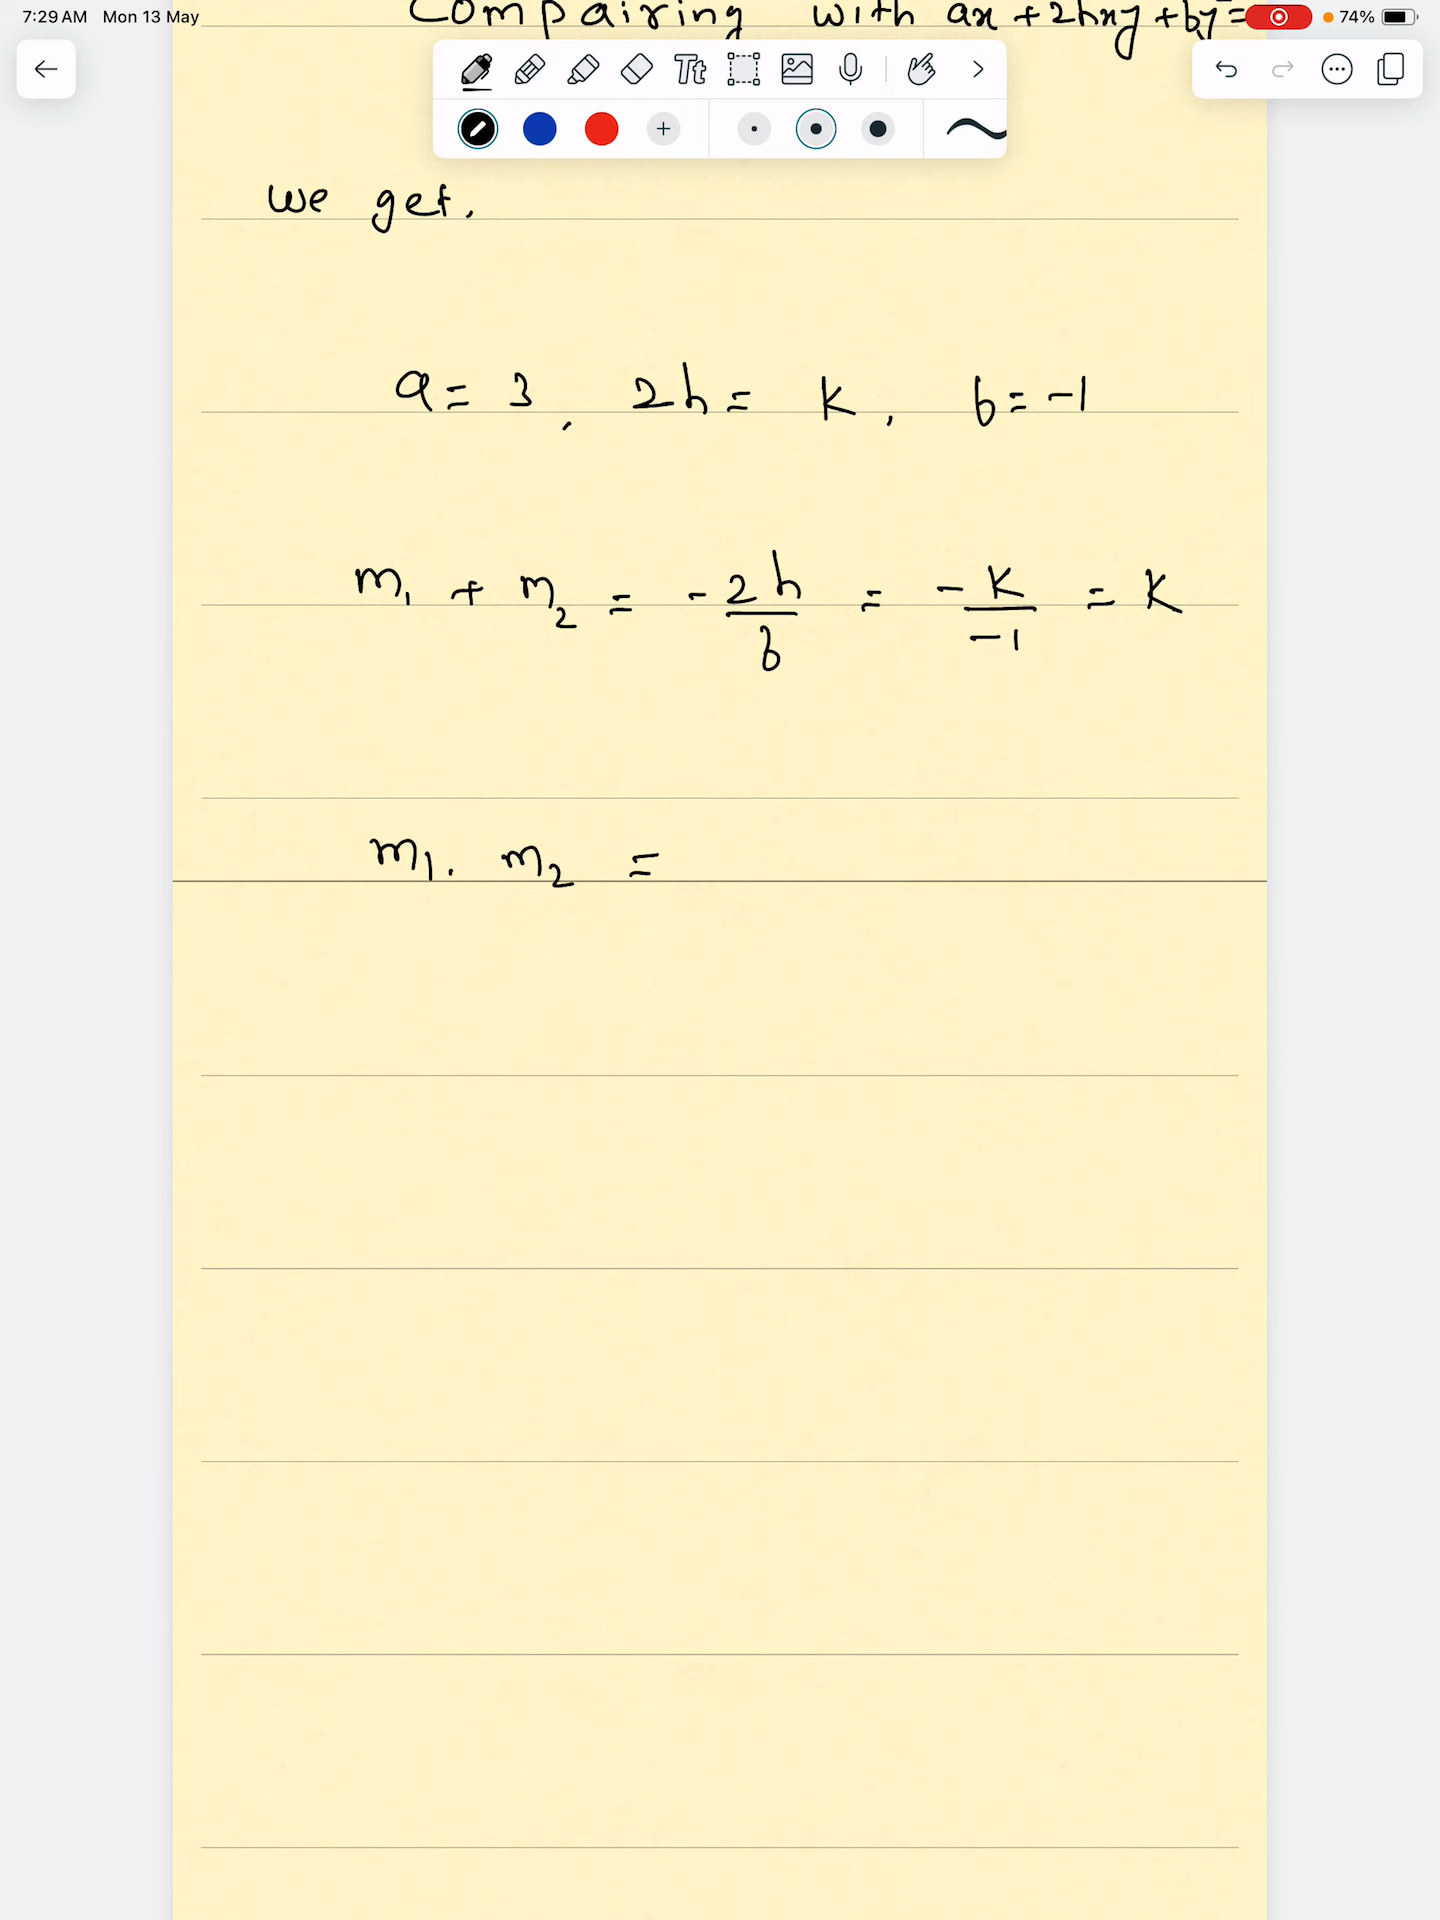 7:29 AM Mon 13 May
74%
Compairing with ax + 2hxy + by =
Tt
we get,
a = 3, 2h = k, b = -1
m₁ + m₂ = -2h/b = -k/-1 = k
m₁. m₂ =